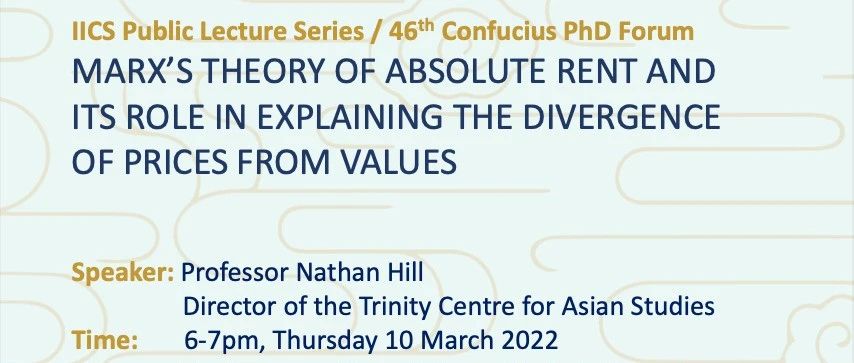 IICS Public Lecture Series / 46th Confucius PhD Forum
MARX'S THEORY OF ABSOLUTE RENT AND
ITS ROLE IN EXPLAINING THE DIVERGENCE
OF PRICES FROM VALUES
Speaker: Professor Nathan Hill
Director of the Trinity Centre for Asian Studies
Time: 6-7pm, Thursday 10 March 2022